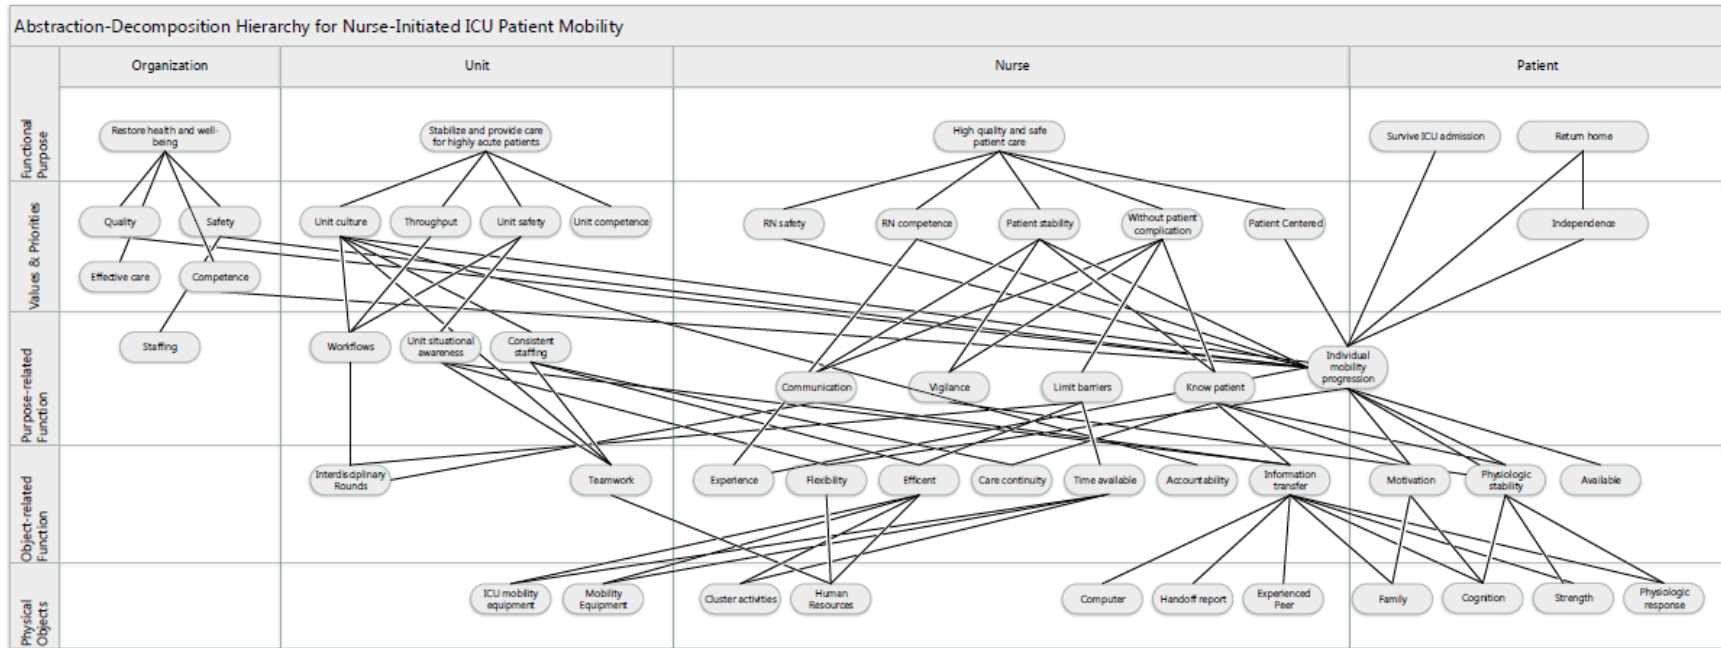 Abstraction-Decomposition Hierarchy for Nurse-Initiated ICU Patient Mobility
Organization
Unit
Nurse
Patient
Functional
Purpose
Restore health and well-
being
Stabilize and provide care
for highly acute patients
High quality and safe
patient care
Survive ICU admission
Return home
Values & Priorities
Quality
Safety
Unit culture
Throughput
Unit safety
Unit competence
RN safety
RN competence
Patient stability
Without patient
complication
Patient Centered
Independence
Effective care
Competence
Purpose-related
Function
Staffing
Workflows
Unit situational
awareness
Consistent
staffing
Communication
Vigilance
Limit barriers
Know patient
Individual
mobility
progression
Object-related
Function
Interdisciplinary
Rounds
Teamwork
Experience
Flexibility
Efficent
Care continuity
Time available
Accountability
Information
transfer
Motivation
Physiologic
stability
Available
Physical
Objects
ICU mobility
equipment
Mobility
Equipment
Cluster activities
Human
Resources
Computer
Handoff report
Experienced
Peer
Family
Cognition
Strength
Physiologic
response